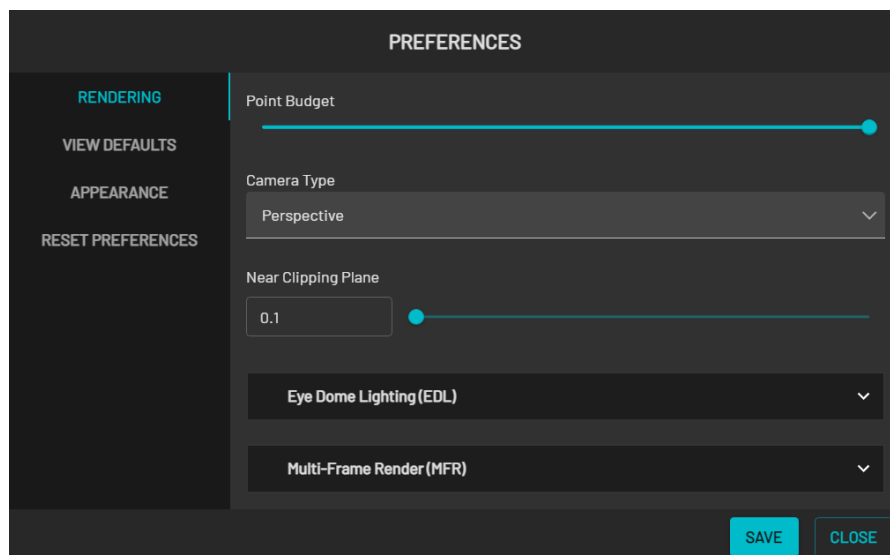 PREFERENCES
RENDERING
VIEW DEFAULTS
APPEARANCE
RESET PREFERENCES
Point Budget
Camera Type
Perspective
Near Clipping Plane
0.1
Eye Dome Lighting (EDL)
Multi-Frame Render (MFR)
SAVE
CLOSE